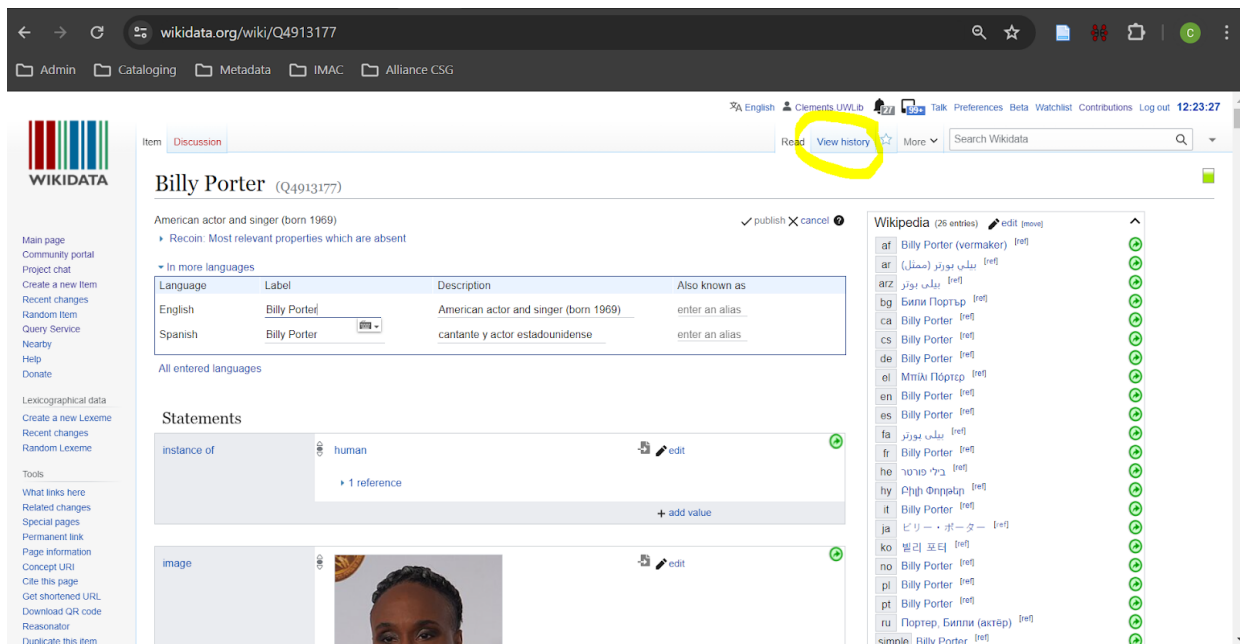 wikidata.org/wiki/Q4913177
C
Admin Cataloging Metadata IMAC Alliance CSG
English Clements UWLib 27 99+ Talk Preferences Beta Watchlist Contributions Log out 12:23:27
Item Discussion Read View history More Search Wikidata
WIKIDATA
Billy Porter (Q4913177)
Main page
Community portal
Project chat
Create a new Item
Recent changes
Random Item
Query Service
Nearby
Help
Donate
Lexicographical data
Create a new Lexeme
Recent changes
Random Lexeme
Tools
What links here
Related changes
Special pages
Permanent link
Page information
Concept URI
Cite this page
Get shortened URL
Download QR code
Reasonator
Duplicate this item
American actor and singer (born 1969) publish cancel ?
Recoin: Most relevant properties which are absent
In more languages
Language Label Description Also known as
English Billy Porter American actor and singer (born 1969) enter an alias
Spanish Billy Porter cantante y actor estadounidense enter an alias
All entered languages
Statements
instance of human edit
1 reference
+ add value
image edit
Wikipedia (26 entries) edit [move]
af Billy Porter (vermaker) [ref]
ar بيلي بورتر (ممثل) [ref]
arz بيلى بوتر [ref]
bg Били Портър [ref]
ca Billy Porter [ref]
cs Billy Porter [ref]
de Billy Porter [ref]
el Μπίλι Πόρτερ [ref]
en Billy Porter [ref]
es Billy Porter [ref]
fa بیلی پورتر [ref]
fr Billy Porter [ref]
he בילי פורטר [ref]
hy Բիլի Փորթեր [ref]
it Billy Porter [ref]
ja ビリー・ポーター [ref]
ko 빌리 포터 [ref]
no Billy Porter [ref]
pl Billy Porter [ref]
pt Billy Porter [ref]
ru Портер, Билли (актёр) [ref]
simple Billy Porter [ref]